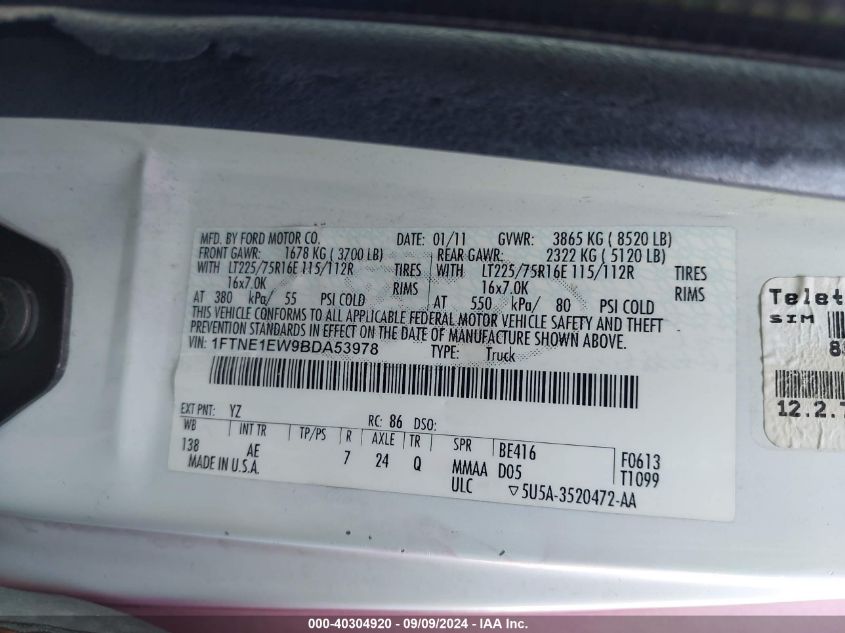 MFD. BY FORD MOTOR CO. DATE: 01/11 GVWR: 3865 KG ( 8520 LB)
FRONT GAWR: 1678 KG ( 3700 LB) REAR GAWR: 2322 KG ( 5120 LB)
WITH LT225/75R16E 115/112R TIRES WITH LT225/75R16E 115/112R TIRES
16x7.0K RIMS 16x7.0K RIMS
AT 380 kPa/ 55 PSI COLD AT 550 kPa/ 80 PSI COLD
THIS VEHICLE CONFORMS TO ALL APPLICABLE FEDERAL MOTOR VEHICLE SAFETY AND THEFT
PREVENTION STANDARDS IN EFFECT ON THE DATE OF MANUFACTURE SHOWN ABOVE.
VIN: 1FTNE1EW9BDA53978 TYPE: Truck
EXT PNT: YZ RC: 86 DSO:
WB INT TR TP/PS R AXLE TR SPR BE416 F0613
138 AE 7 24 Q MMAA D05 T1099
MADE IN U.S.A. ULC ▽5U5A-3520472-AA
SIM
12.2.7
000-40304920 - 09/09/2024 - IAA Inc.